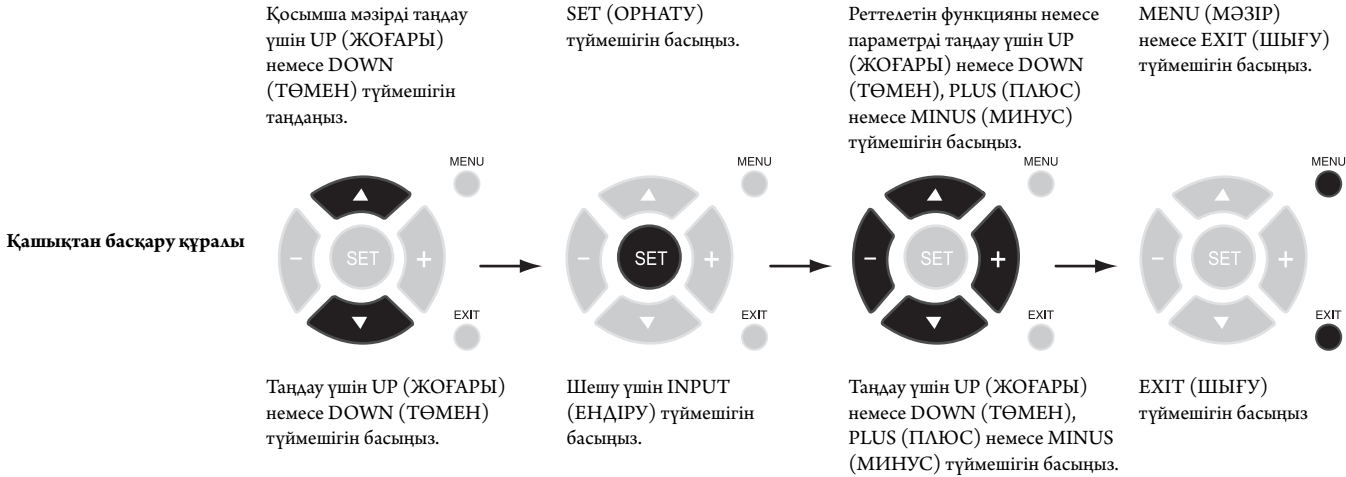 Қосымша мәзірді таңдау
үшін UP (ЖОҒАРЫ)
немесе DOWN
(ТӨМЕН) түймешігін
таңдаңыз.
SET (ОРНАТУ)
түймешігін басыңыз.
Реттелетін функцияны немесе
параметрді таңдау үшін UP
(ЖОҒАРЫ) немесе DOWN
(ТӨМЕН), PLUS (ПЛЮС)
немесе MINUS (МИНУС)
түймешігін басыңыз.
MENU (МӘЗІР)
немесе EXIT (ШЫҒУ)
түймешігін басыңыз.
Қашықтан басқару құралы
MENU
- SET +
EXIT
MENU
- SET +
EXIT
MENU
- SET +
EXIT
MENU
- SET +
EXIT
Таңдау үшін UP (ЖОҒАРЫ)
немесе DOWN (ТӨМЕН)
түймешігін басыңыз.
Шешу үшін INPUT
(ЕНДІРУ) түймешігін
басыңыз.
Таңдау үшін UP (ЖОҒАРЫ)
немесе DOWN (ТӨМЕН),
PLUS (ПЛЮС) немесе MINUS
(МИНУС) түймешігін басыңыз.
EXIT (ШЫҒУ)
түймешігін басыңыз